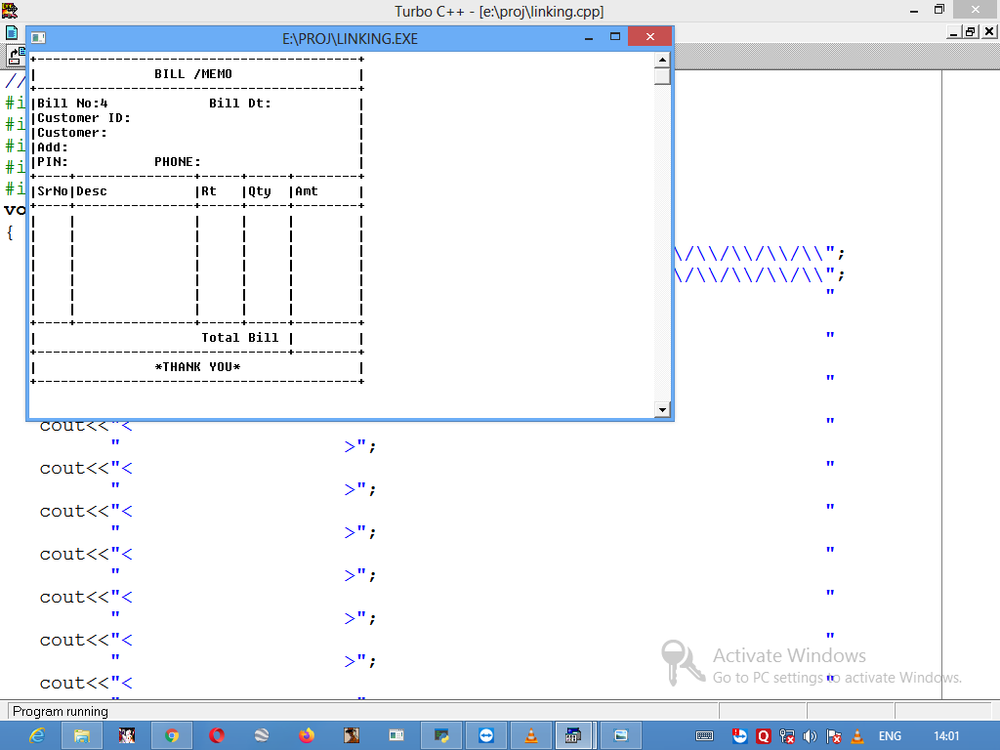 Turbo C++ - [e:\proj\linking.cpp]
E:\PROJ\LINKING.EXE
BILL /MEMO
Bill No:4 Bill Dt:
Customer ID:
Customer:
Add:
PIN: PHONE:
SrNo Desc Rt Qty Amt
Total Bill
*THANK YOU*
//
#i
#i
#i
#i
#i
vo
{
\/\\/\\/\\/\\";
\/\\/\\/\\/\\";
"
"
"
cout<<"< "
" >";
cout<<"< "
" >";
cout<<"< "
" >";
cout<<"< "
" >";
cout<<"< "
" >";
cout<<"< "
" >";
cout<<"< "
Activate Windows
Go to PC settings to activate Windows.
Program running
ENG 14:01